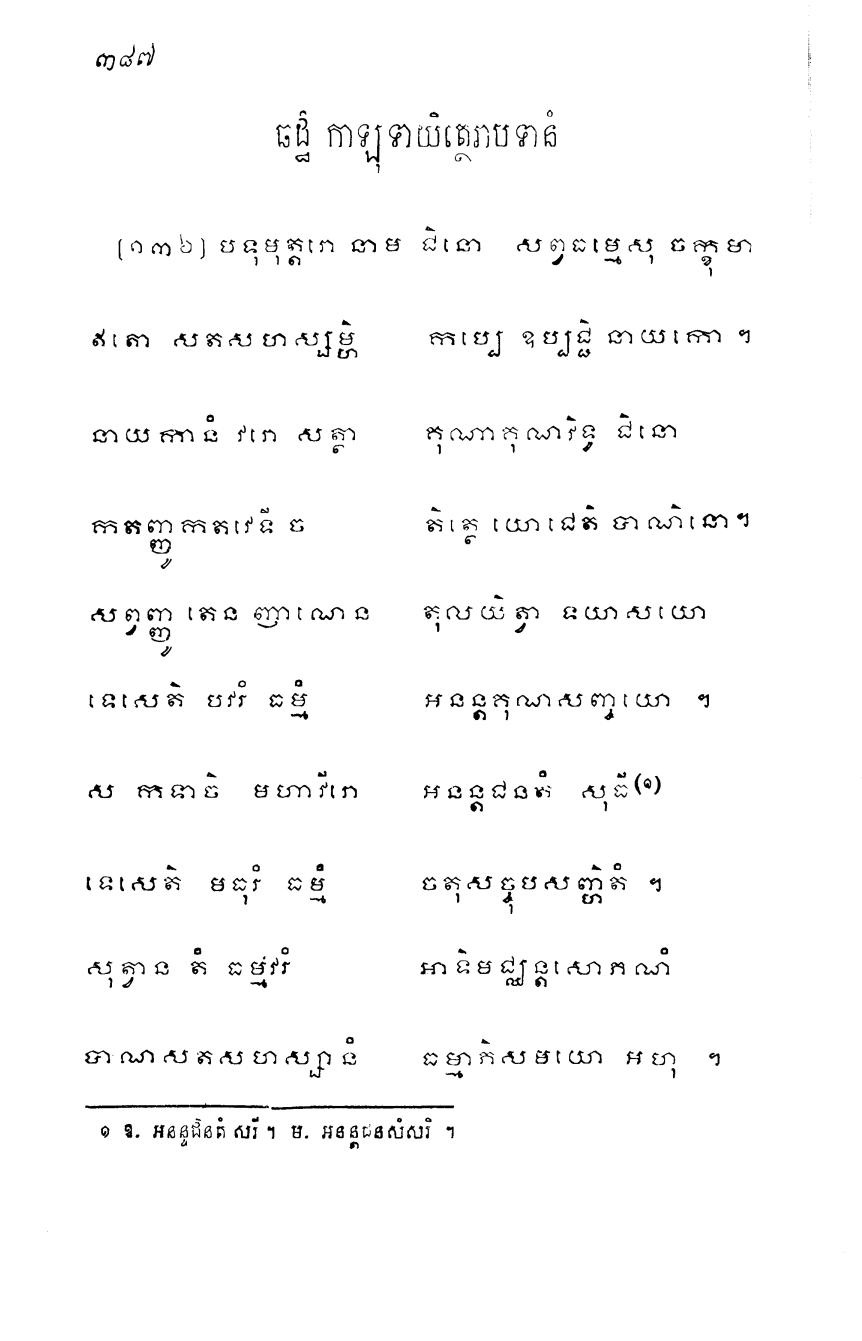 ៣៨៧
ឆដ្ឋំ កាឡុទាយិត្ថេរាបទានំ
[១៣៦] បទុមុត្តរោ នាម ជិនោ សព្វធម្មេសុ ចក្ខុមា
ឥតោ សតសហស្សម្ហិ កប្បេ ឧប្បជ្ជិ នាយកោ ។
នាយកានំ វរោ សត្ថា គុណាគុណវិទូ ជិនោ
កតញ្ញូកតវេទី ច តិត្ថេ យោជេតិ បាណិនោ។
សព្វញ្ញូ តេន ញាណេន តុលយិត្វា ទយាសយោ
ទេសេតិ បវរំ ធម្មំ អនន្តគុណសញ្ចយោ ។
ស កទាចិ មហាវីរោ អនន្តជនតំ សុធី(១)
ទេសេតិ មធុរំ ធម្មំ ចតុសច្ចុបសញ្ហិតំ ។
សុត្វាន តំ ធម្មវរំ អាទិមជ្ឈន្តសោភណំ
បាណសតសហស្សានំ ធម្មាភិសមយោ អហុ ។
១ ឱ. អនន្ទជិនតំ សរី ។ ម. អនន្តជនសំសរិ ។